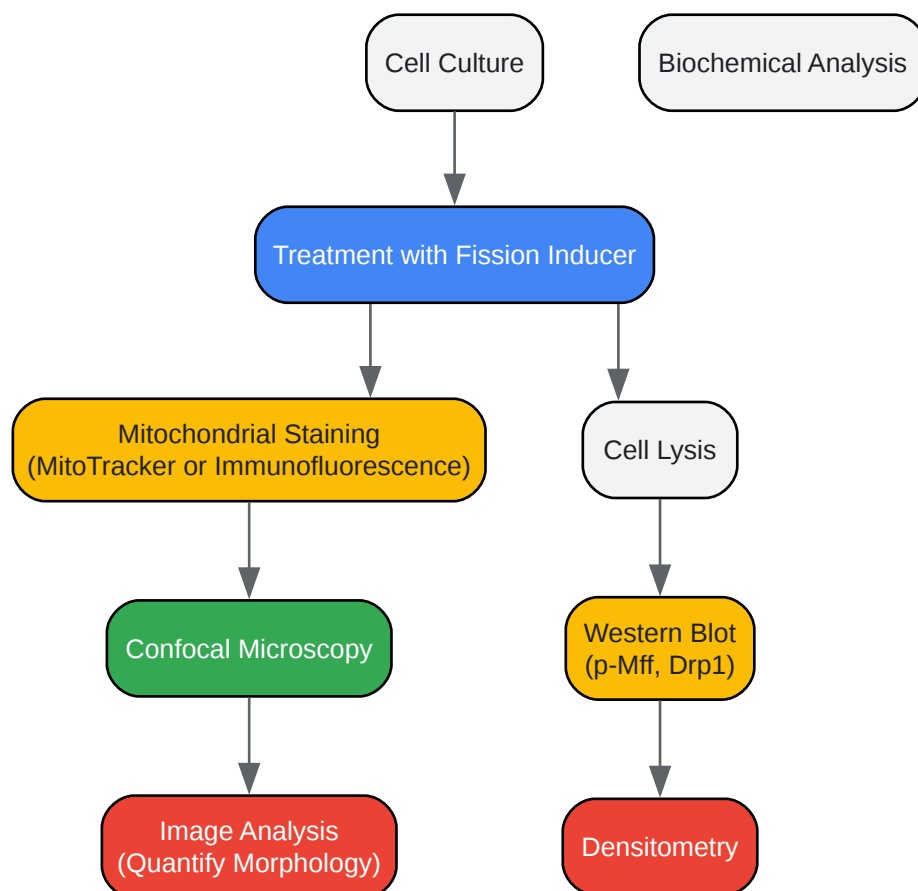 Cell Culture
Biochemical Analysis
Treatment with Fission Inducer
Mitochondrial Staining
(MitoTracker or Immunofluorescence)
Cell Lysis
Confocal Microscopy
Western Blot
(p-Mff, Drp1)
Image Analysis
(Quantify Morphology)
Densitometry